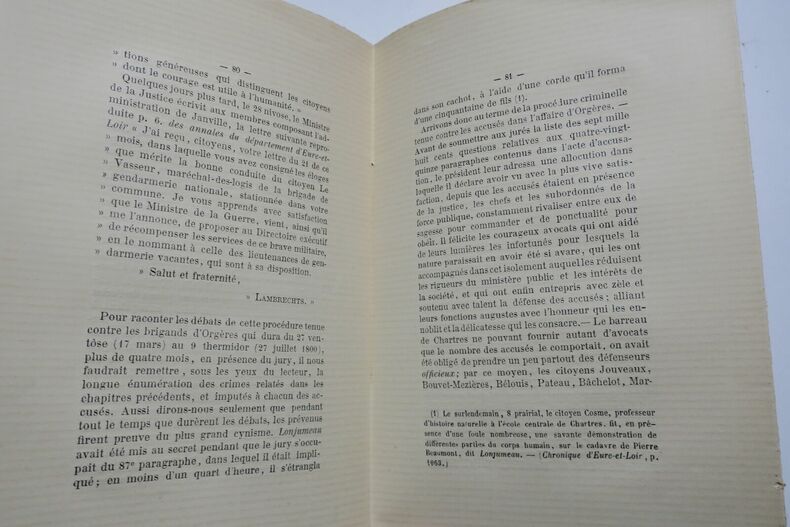 — 80 —
» tions généreuses qui distinguent les citoyens
» dont le courage est utile à l'humanité. »
Quelques jours plus tard, le 28 nivose, le Ministre
de la Justice écrivit aux membres composant l'ad-
ministration de Janville, la lettre suivante repro-
duite p. 6. des annales du département d'Eure-et-
Loir « J'ai reçu, citoyens, votre lettre du 21 de ce
» mois, dans laquelle vous avez consigné les éloges
» que mérite la bonne conduite du citoyen Le
» Vasseur, maréchal-des-logis de la brigade de
» gendarmerie nationale, stationnée dans votre
» commune. Je vous apprends avec satisfaction
» que le Ministre de la Guerre, vient, ainsi qu'il
» me l'annonce, de proposer au Directoire exécutif
» de récompenser les services de ce brave militaire,
» en le nommant à celle des lieutenances de gen-
» darmerie vacantes, qui sont à sa disposition.
» Salut et fraternité,
» LAMBRECHTS. »
Pour raconter les débats de cette procédure tenue
contre les brigands d'Orgères qui dura du 27 ven-
tôse (17 mars) au 9 thermidor (27 juillet 1800),
plus de quatre mois, en présence du jury, il nous
faudrait remettre, sous les yeux du lecteur, la
longue énumération des crimes relatés dans les
chapitres précédents, et imputés à chacun des ac-
cusés. Aussi dirons-nous seulement que pendant
tout le temps que durèrent les débats, les prévenus
firent preuve du plus grand cynisme. Lonjumeau
avait été mis au secret pendant que le jury s'occu-
pait du 87e paragraphe, dans lequel il était impli-
qué ; en moins d'un quart d'heure, il s'étrangla
— 81 —
dans son cachot, à l'aide d'une corde qu'il forma
d'une cinquantaine de fils (1).
Arrivons donc au terme de la procédure criminelle
tenue contre les accusés dans l'affaire d'Orgères. —
Avant de soumettre aux jurés la liste des sept mille
huit cents questions relatives aux quatre-vingt-
quinze paragraphes contenus dans l'acte d'accusa-
tion, le président leur adressa une allocution dans
laquelle il déclare avoir vu avec la plus vive satis-
faction, depuis que les accusés étaient en présence
de la justice, les chefs et les subordonnés de la
force publique, constamment rivaliser entre eux de
sagesse pour commander et de ponctualité pour
obéir. Il félicite les courageux avocats qui ont aidé
de leurs lumières les infortunés pour lesquels la
nature paraissait en avoir été si avare, qui les ont
accompagnés dans cet isolement auquel les réduisent
les rigueurs du ministère public et les intérêts de
la société, et qui ont enfin entrepris avec zèle et
soutenu avec talent la défense des accusés ; alliant
leurs fonctions augustes avec l'honneur qui les en-
noblit et la délicatesse qui les consacre.— Le barreau
de Chartres ne pouvant fournir autant d'avocats
que le nombre des accusés le comportait, on avait
été obligé de prendre un peu partout des défenseurs
officieux ; par ce moyen, les citoyens Jouveaux,
Bouvet-Mezières, Bélouis, Pateau, Bâchelot, Mar-
(1) Le surlendemain, 8 prairial, le citoyen Cosme, professeur
d'histoire naturelle à l'école centrale de Chartres, fit, en pré-
sence d'une foule nombreuse, une savante démonstration de
différentes parties du corps humain, sur le cadavre de Pierre
Beaumont, dit Lonjumeau. — (Chronique d'Eure-et-Loir, p.
1063.)